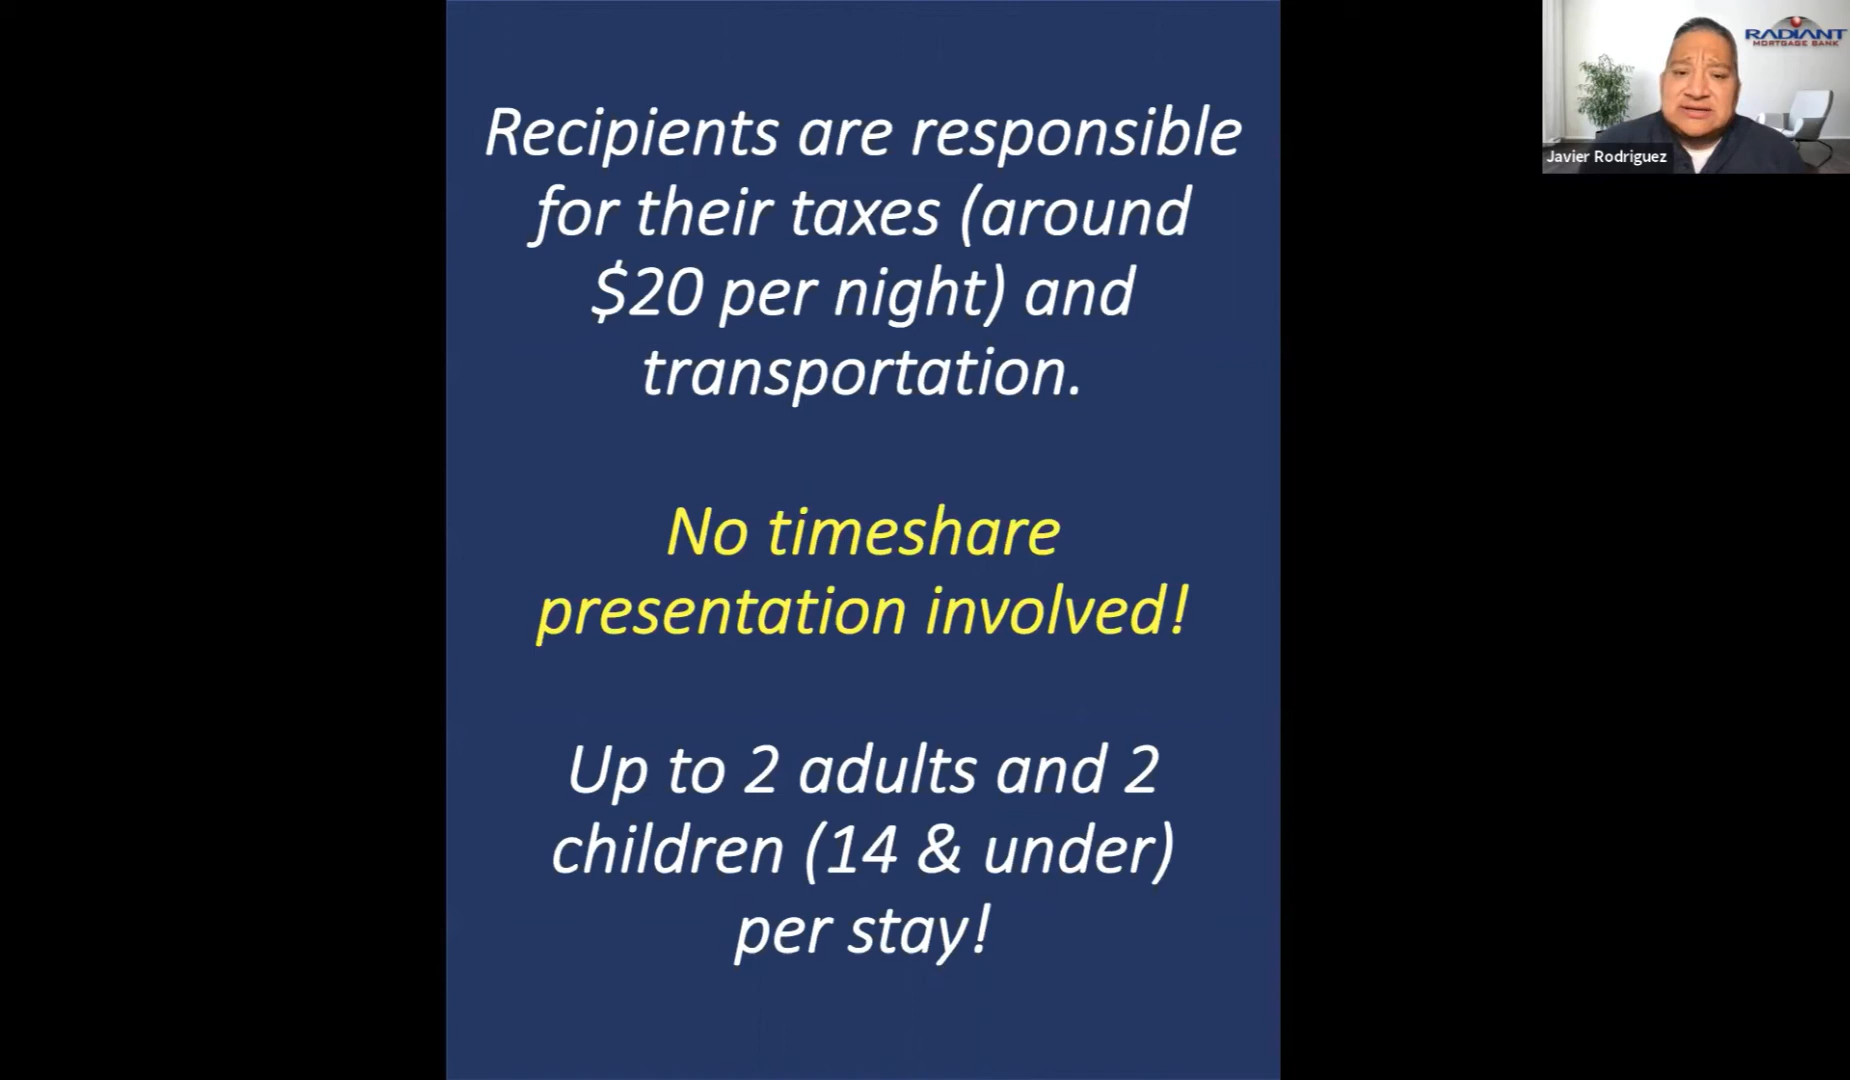 Recipients are responsible
for their taxes (around
$20 per night) and
transportation.
No timeshare
presentation involved!
Up to 2 adults and 2
children (14 & under)
per stay!
RADIANT
MORTGAGE BANK
Javier Rodriguez